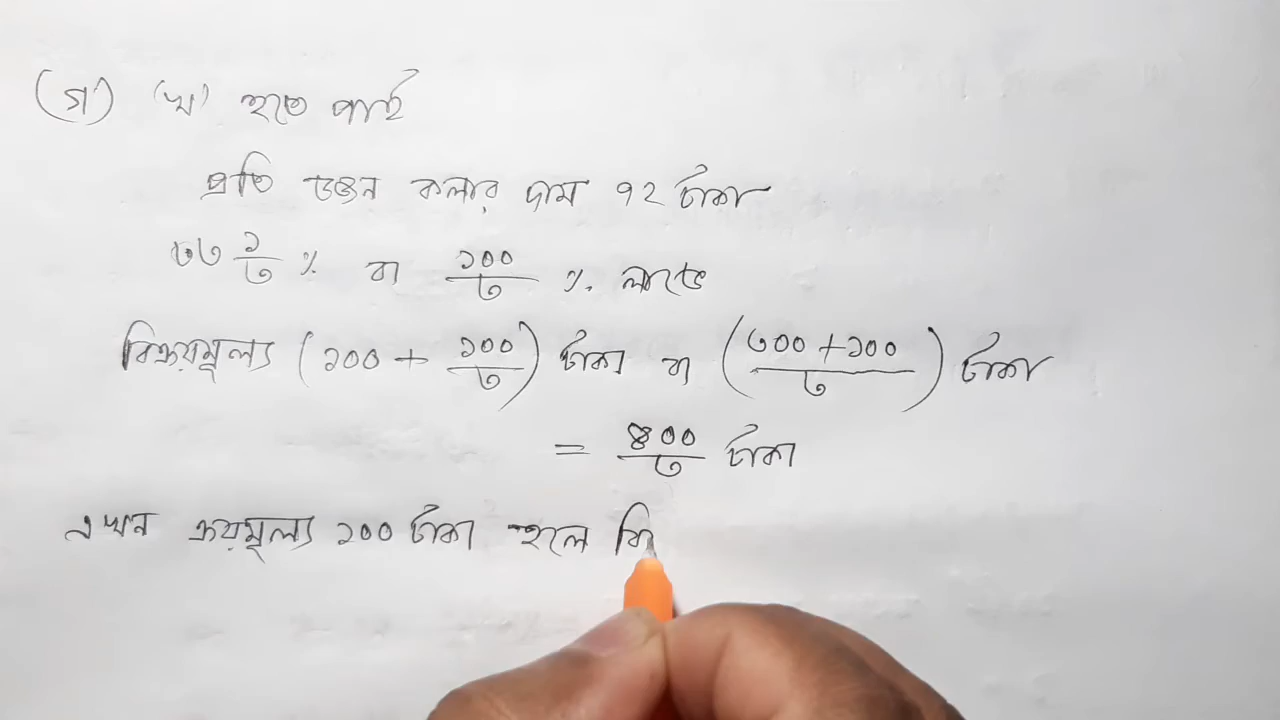 (গ) (খ) হতে পাই
প্রতি ডজন কলার দাম ৭২ টাকা
৩৩ ১/৩ % বা ১০০/৩ % লাভে
বিক্রয়মূল্য (১০০ + ১০০/৩) টাকা বা (৩০০ + ১০০/৩) টাকা
= ৪০০/৩ টাকা
এখন ক্রয়মূল্য ১০০ টাকা হলে বি